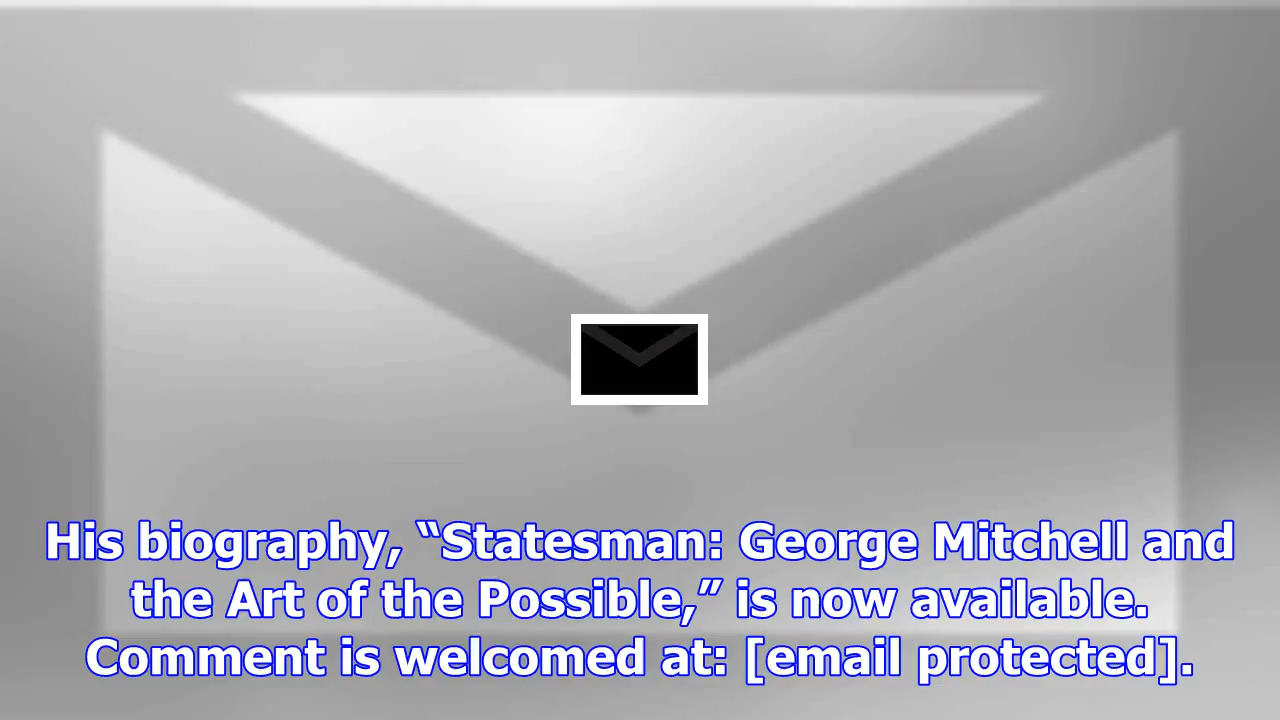 His biography, “Statesman: George Mitchell and
the Art of the Possible,” is now available.
Comment is welcomed at: [email protected].